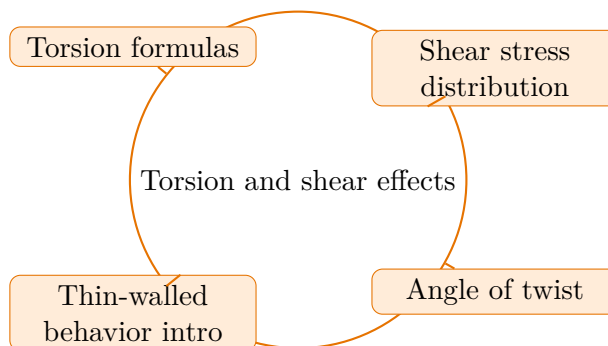 Torsion formulas
Shear stress
distribution
Torsion and shear effects
Thin-walled
behavior intro
Angle of twist